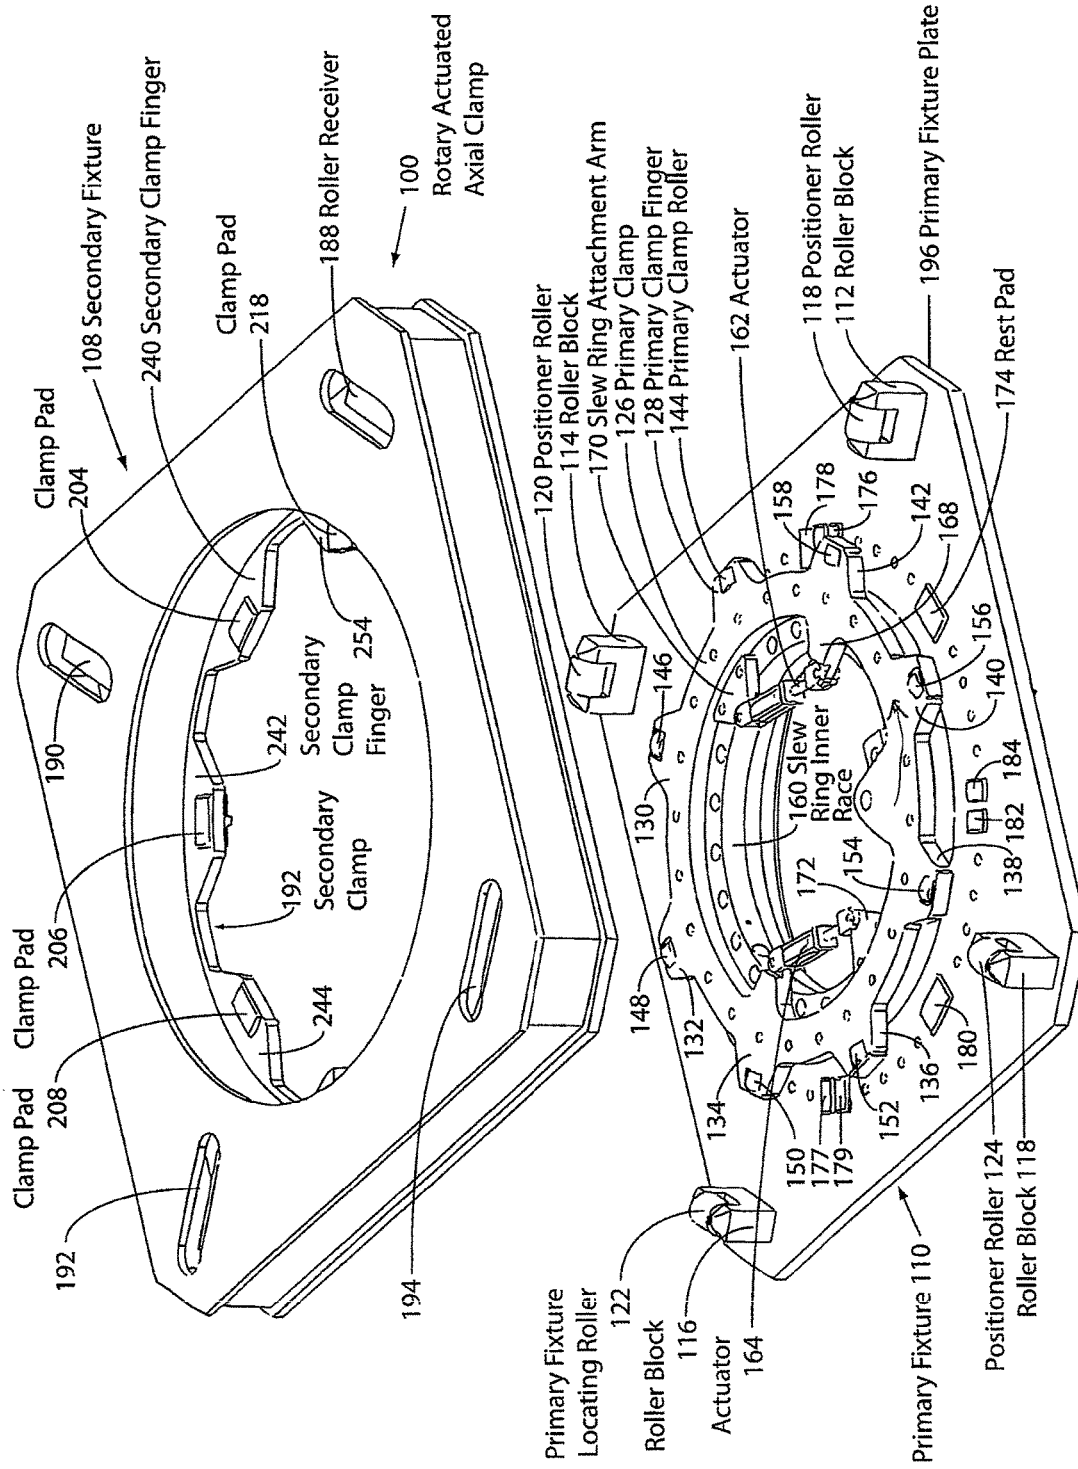 Clamp Pad
208
Clamp Pad
206
Clamp Pad
204
108 Secondary Fixture
240 Secondary Clamp Finger
Clamp Pad
218
188 Roller Receiver
100
Rotary Actuated
Axial Clamp
192
190
244
242
Secondary
Clamp
Finger
254
192
Secondary
Clamp
194
Primary Fixture
Locating Roller
122
Roller Block
116
Actuator
164
120 Positioner Roller
114 Roller Block
170 Slew Ring Attachment Arm
126 Primary Clamp
128 Primary Clamp Finger
144 Primary Clamp Roller
162 Actuator
118 Positioner Roller
112 Roller Block
196 Primary Fixture Plate
174 Rest Pad
148
132
134
130
146
160 Slew
Ring Inner
Race
150
177
179
152
136
180
172
154
138
182
184
140
156
168
142
176
178
158
Primary Fixture 110
Positioner Roller 124
Roller Block 118